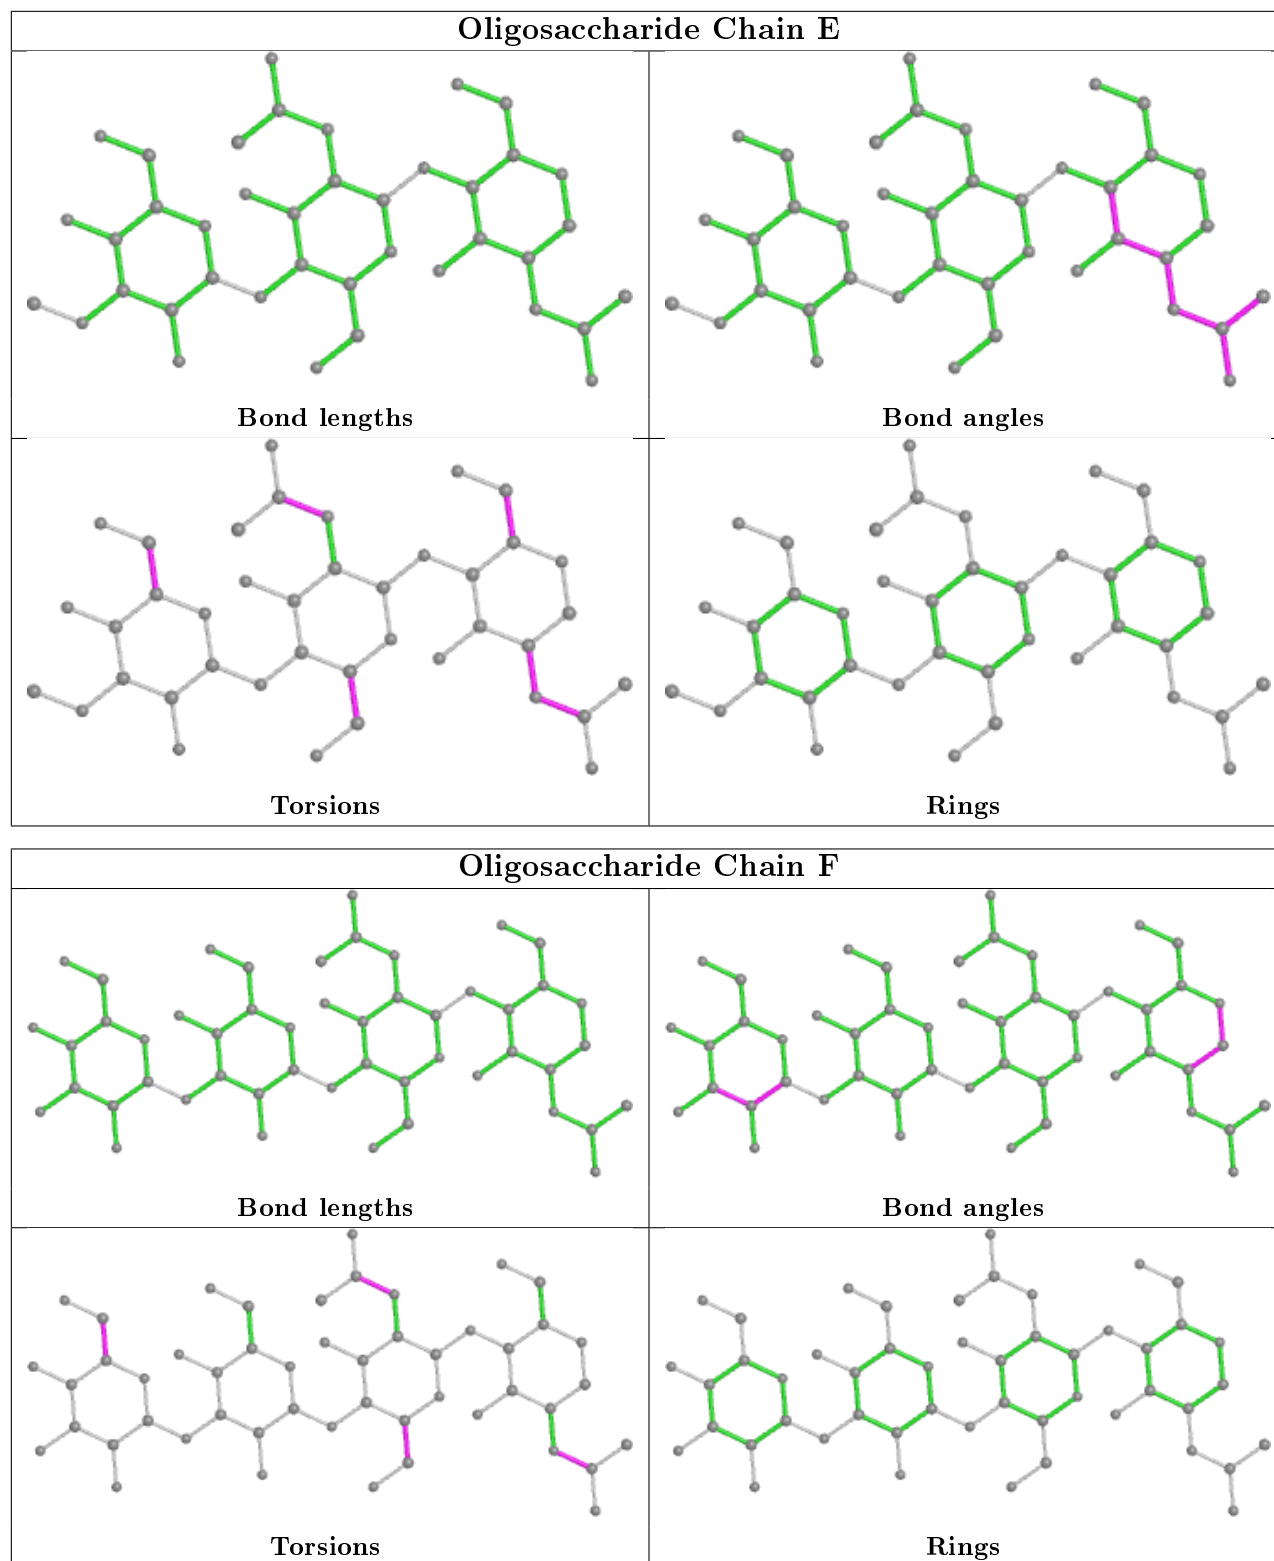 Oligosaccharide Chain E
Bond lengths
Bond angles
Torsions
Rings
Oligosaccharide Chain F
Bond lengths
Bond angles
Torsions
Rings